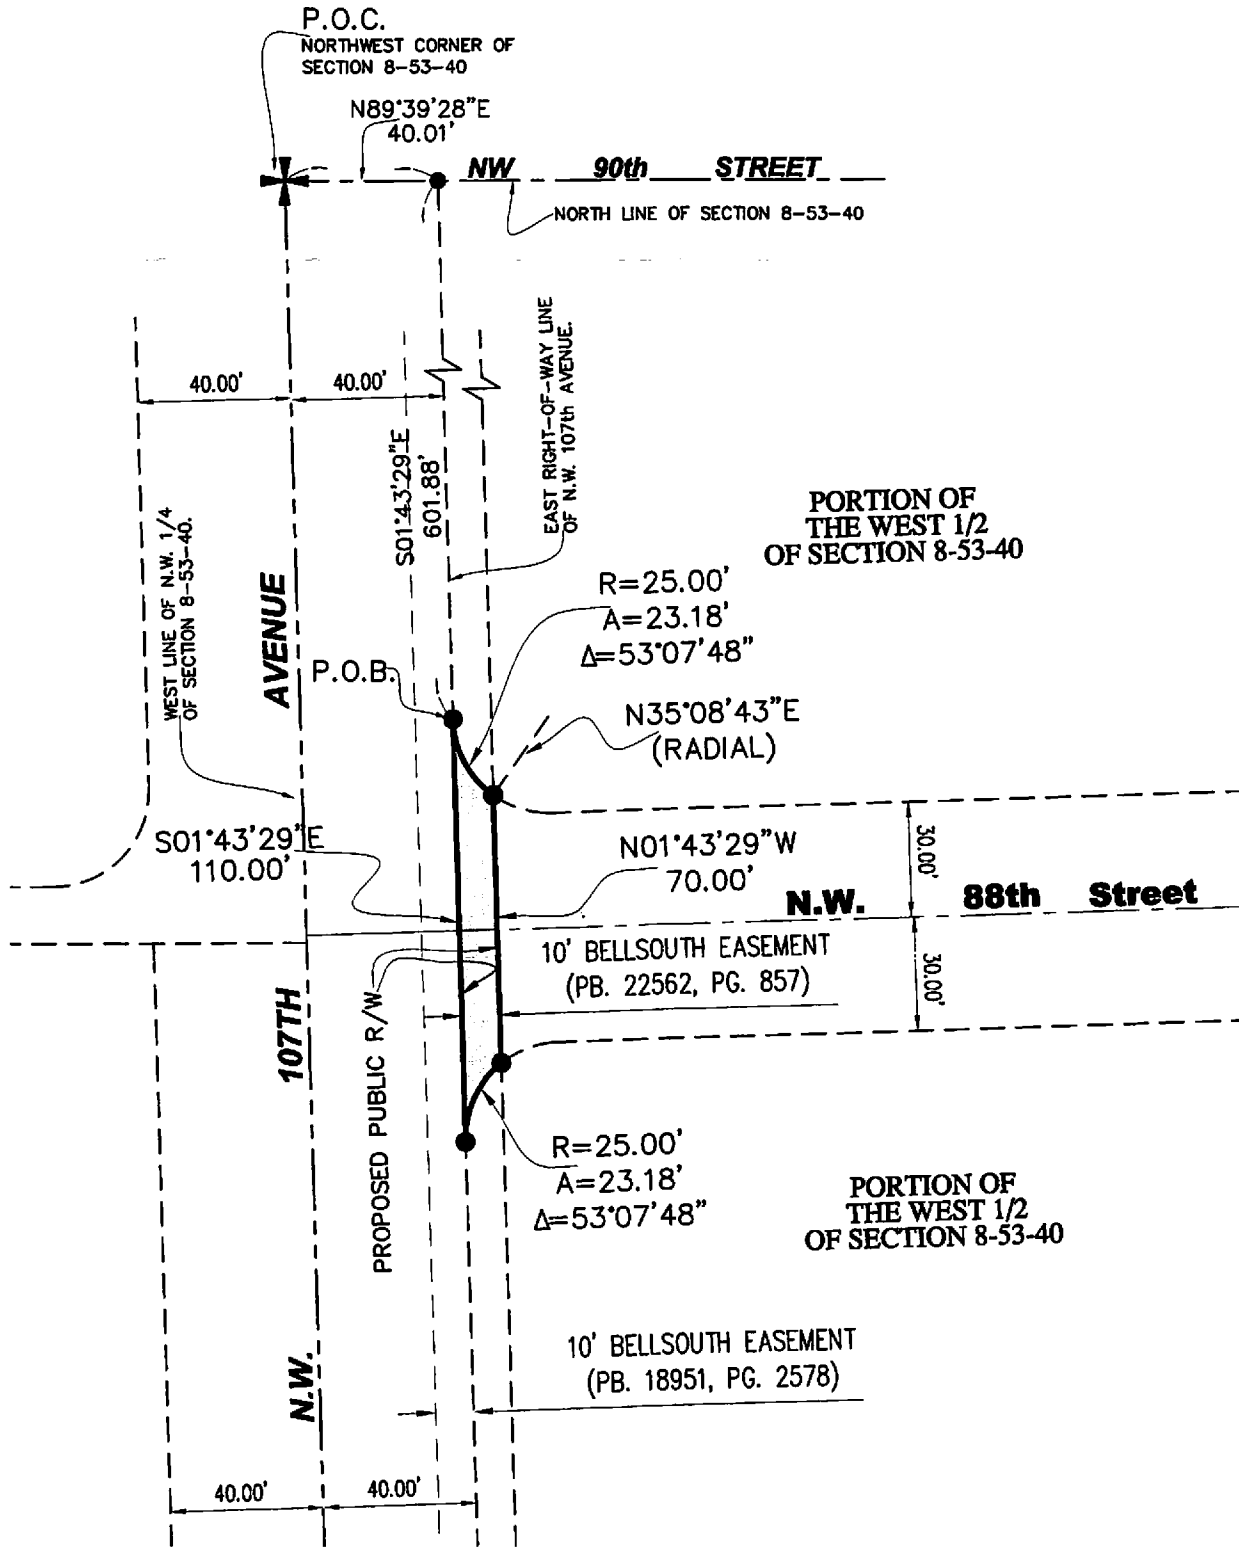 P.O.C.
NORTHWEST CORNER OF
SECTION 8-53-40
N89°39'28"E
40.01'
NW 90th STREET
NORTH LINE OF SECTION 8-53-40
40.00'
40.00'
S01°43'29"E
601.88'
EAST RIGHT-OF-WAY LINE
OF N.W. 107th AVENUE.
PORTION OF
THE WEST 1/2
OF SECTION 8-53-40
WEST LINE OF N.W. 1/4
OF SECTION 8-53-40.
AVENUE
R=25.00'
A=23.18'
Δ=53°07'48"
P.O.B.
N35°08'43"E
(RADIAL)
S01°43'29"E
110.00'
N01°43'29"W
70.00'
30.00'
N.W. 88th Street
10' BELLSOUTH EASEMENT
(PB. 22562, PG. 857)
30.00'
107TH
PROPOSED PUBLIC R/W
R=25.00'
A=23.18'
Δ=53°07'48"
PORTION OF
THE WEST 1/2
OF SECTION 8-53-40
10' BELLSOUTH EASEMENT
(PB. 18951, PG. 2578)
N.W.
40.00'
40.00'